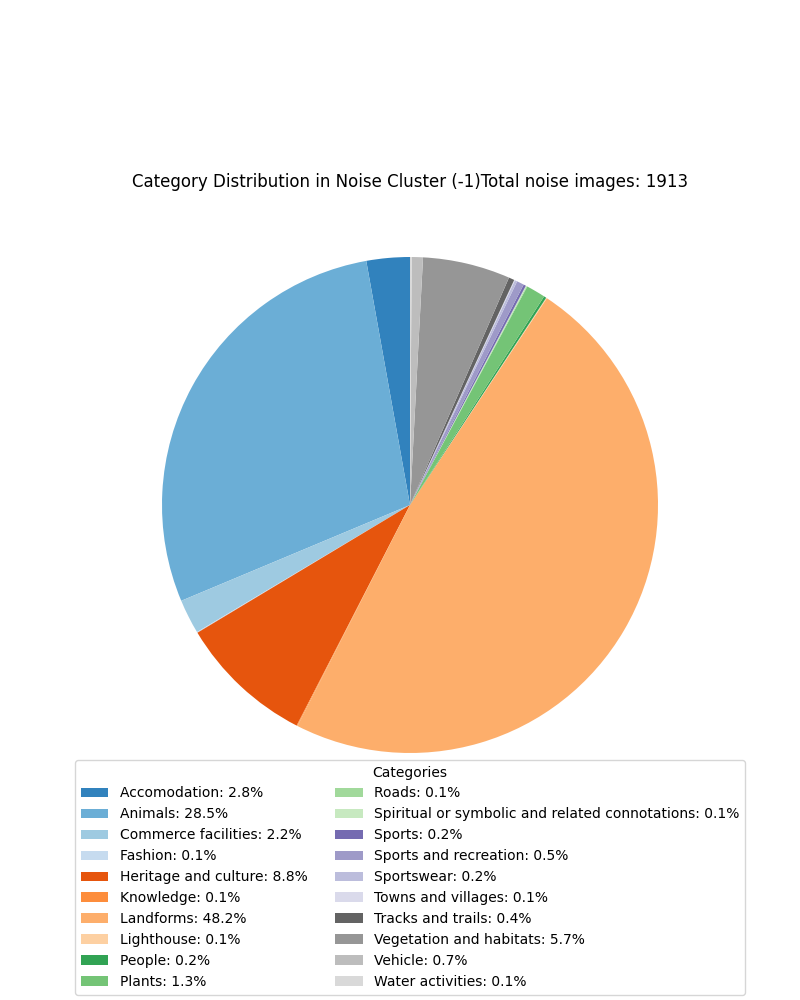 Category Distribution in Noise Cluster (-1)Total noise images: 1913
Categories
Accomodation: 2.8%
Animals: 28.5%
Commerce facilities: 2.2%
Fashion: 0.1%
Heritage and culture: 8.8%
Knowledge: 0.1%
Landforms: 48.2%
Lighthouse: 0.1%
People: 0.2%
Plants: 1.3%
Roads: 0.1%
Spiritual or symbolic and related connotations: 0.1%
Sports: 0.2%
Sports and recreation: 0.5%
Sportswear: 0.2%
Towns and villages: 0.1%
Tracks and trails: 0.4%
Vegetation and habitats: 5.7%
Vehicle: 0.7%
Water activities: 0.1%